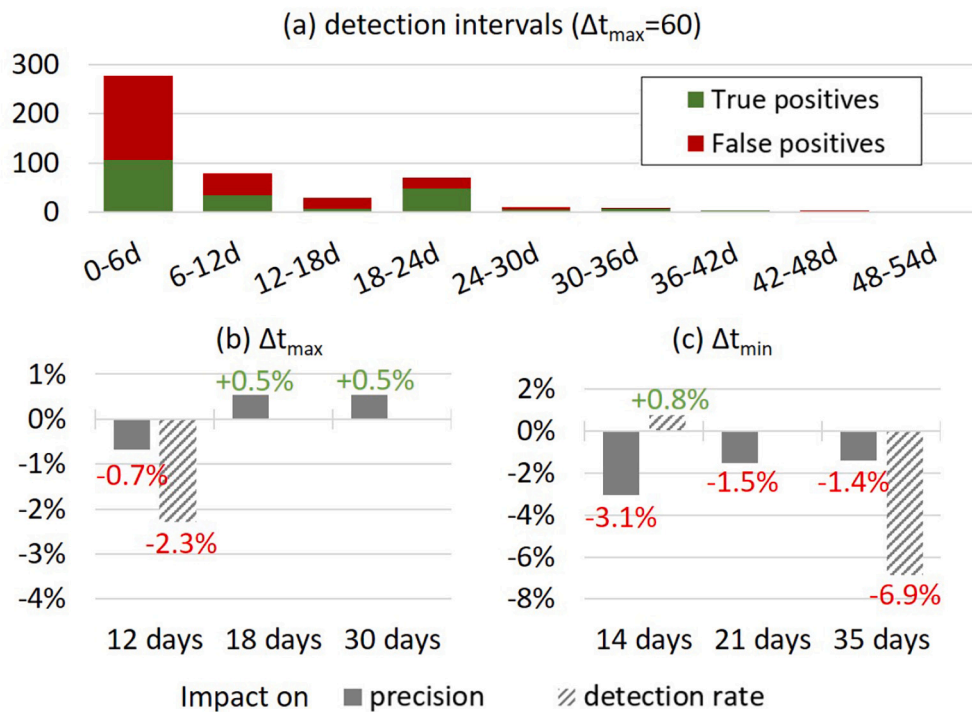 (a) detection intervals (Δtmax=60)
300
200
100
0
True positives
False positives
0-6d
6-12d
12-18d
18-24d
24-30d
30-36d
36-42d
42-48d
48-54d
(b) Δtmax
1%
0%
-1%
-2%
-3%
-4%
+0.5%
+0.5%
-0.7%
-2.3%
12 days
18 days
30 days
(c) Δtmin
2%
0%
-2%
-4%
-6%
-8%
+0.8%
-3.1%
-1.5%
-1.4%
-6.9%
14 days
21 days
35 days
Impact on precision detection rate